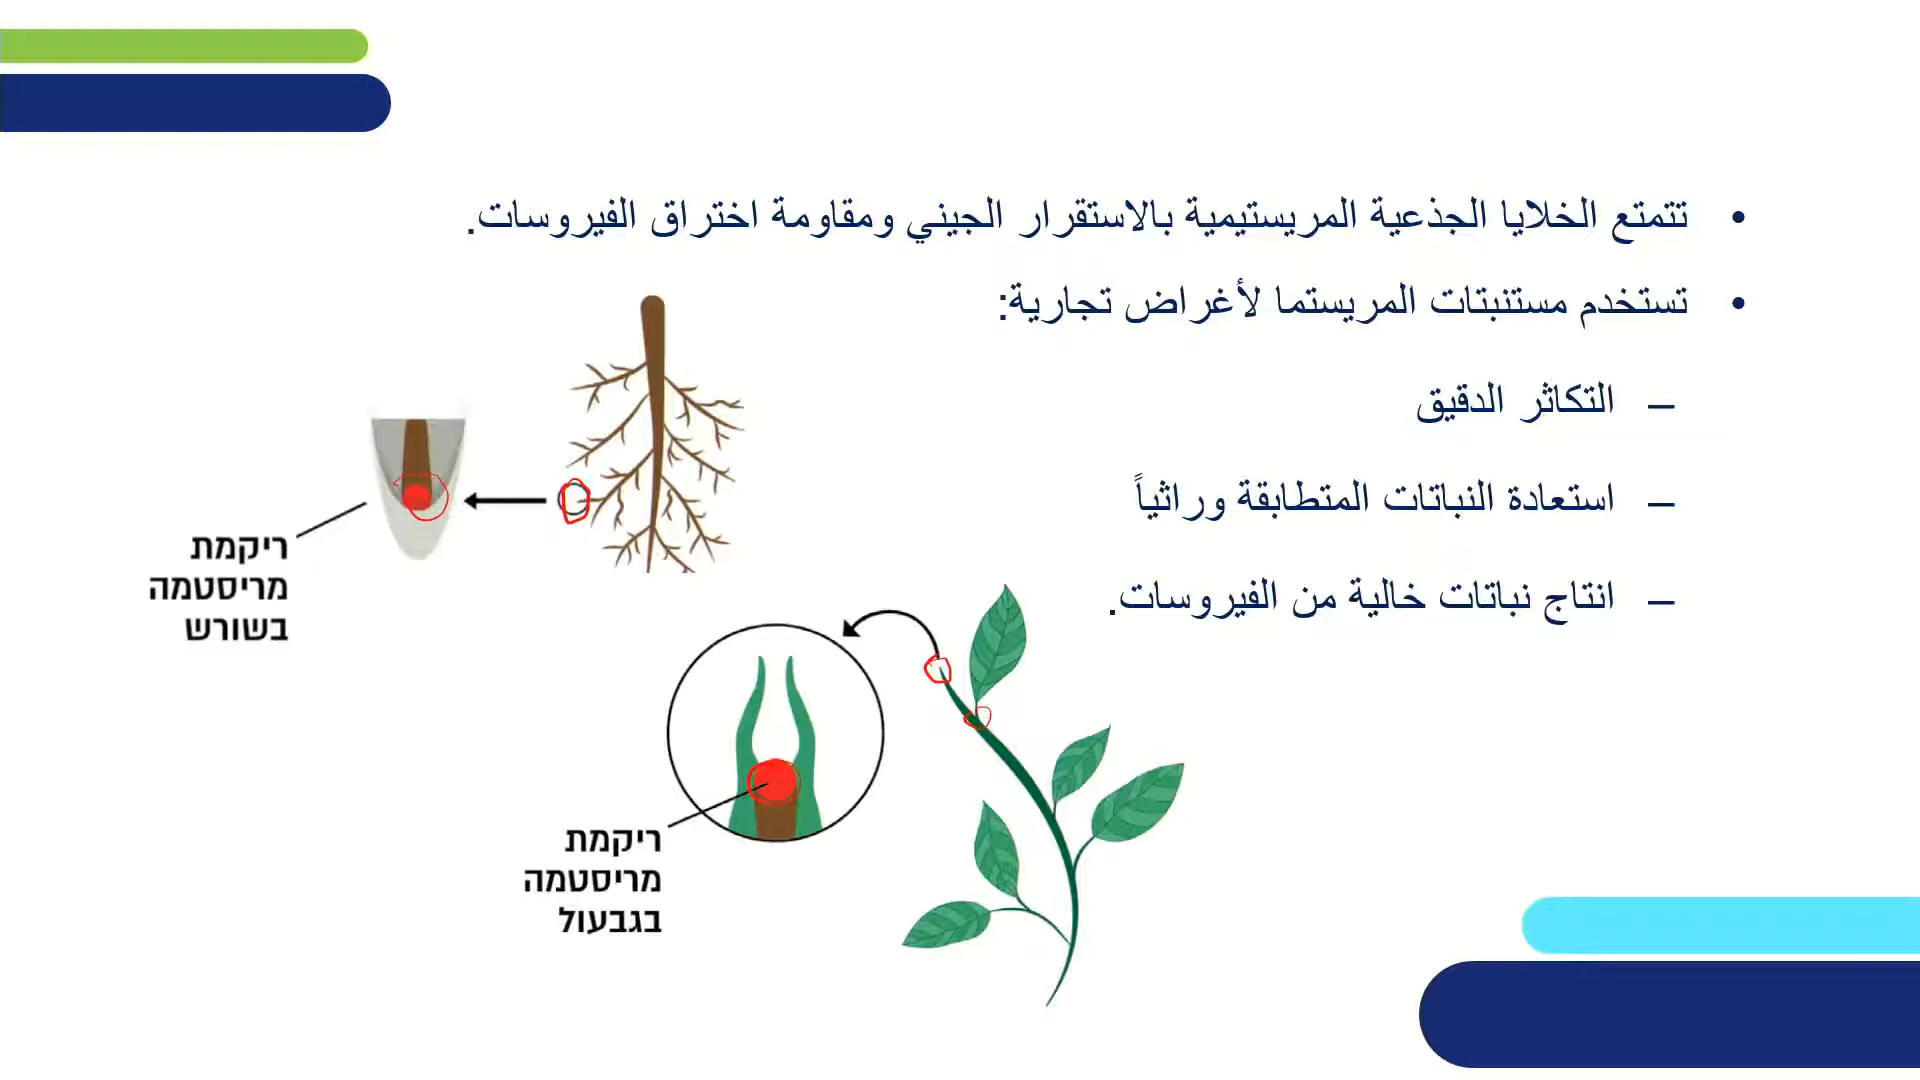 • تتمتع الخلايا الجذعية المريستيمية بالاستقرار الجيني ومقاومة اختراق الفيروسات.
• تستخدم مستنبتات المريستما لأغراض تجارية:
– التكاثر الدقيق
– استعادة النباتات المتطابقة وراثياً
– انتاج نباتات خالية من الفيروسات.
ריקמת
מריסטמה
בשורש
ריקמת
מריסטמה
בגבעול